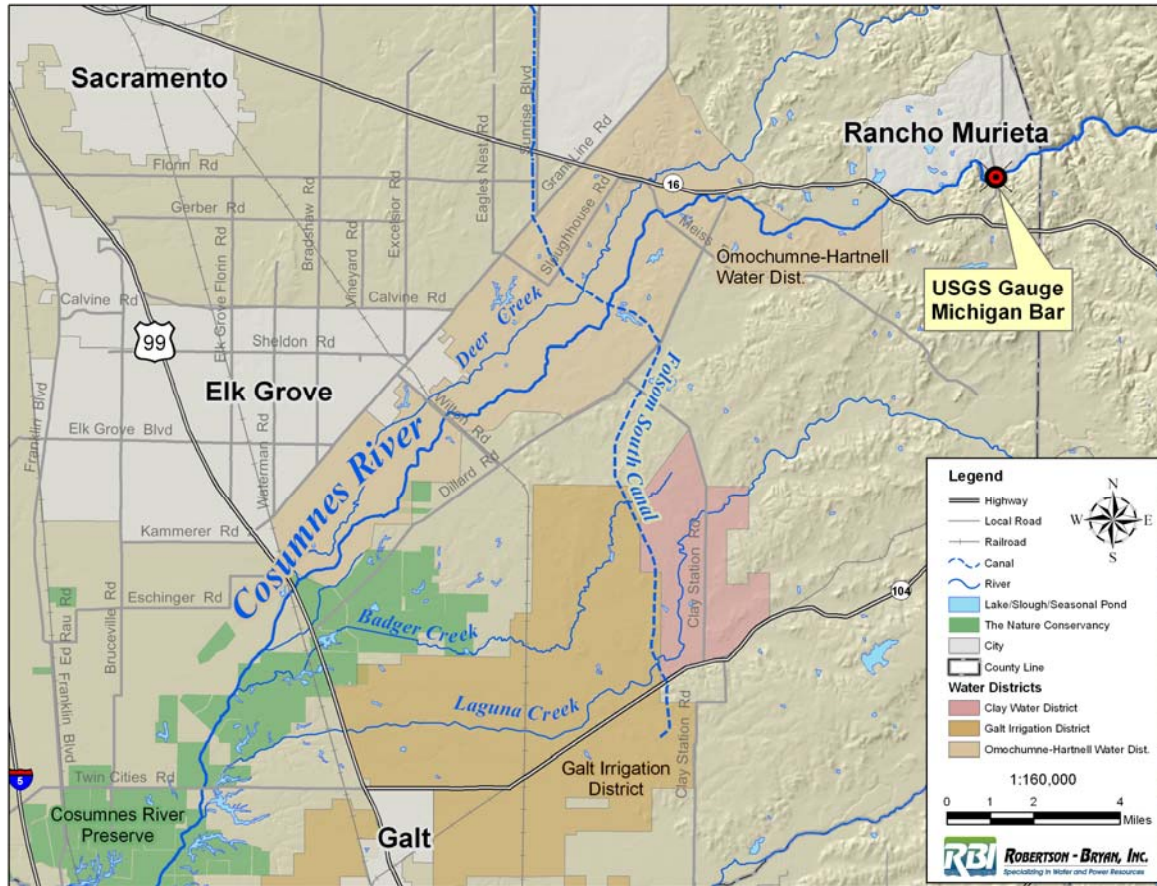 Sacramento
Rancho Murieta
Florin Rd
Gerber Rd
Elk Grove Florin Rd
Bradshaw Rd
Vineyard Rd
Excelsior Rd
Eagles Nest Rd
Sunrise Blvd
Grant Line Rd
Sloughhouse Rd
16
Meiss
Omochumne-Hartnell
Water Dist.
USGS Gauge
Michigan Bar
Calvine Rd
Calvine Rd
99
Sheldon Rd
Deer Creek
Elk Grove
Folsom South Canal
Franklin Blvd
Elk Grove Blvd
Waterman Rd
Wilton Rd
Dillard Rd
Cosumnes River
Kammerer Rd
Clay Station Rd
104
Eschinger Rd
Bruceville Rd
Ed Rau Rd
Franklin Blvd
Badger Creek
Laguna Creek
Clay Station Rd
5
Twin Cities Rd
Galt Irrigation
District
Cosumnes River
Preserve
Galt
Legend
Highway
Local Road
Railroad
Canal
River
Lake/Slough/Seasonal Pond
The Nature Conservancy
City
County Line
Water Districts
Clay Water District
Galt Irrigation District
Omochumne-Hartnell Water Dist.
N
W E
S
1:160,000
0 1 2 4
Miles
RBI ROBERTSON - BRYAN, INC.
Specializing in Water and Power Resources